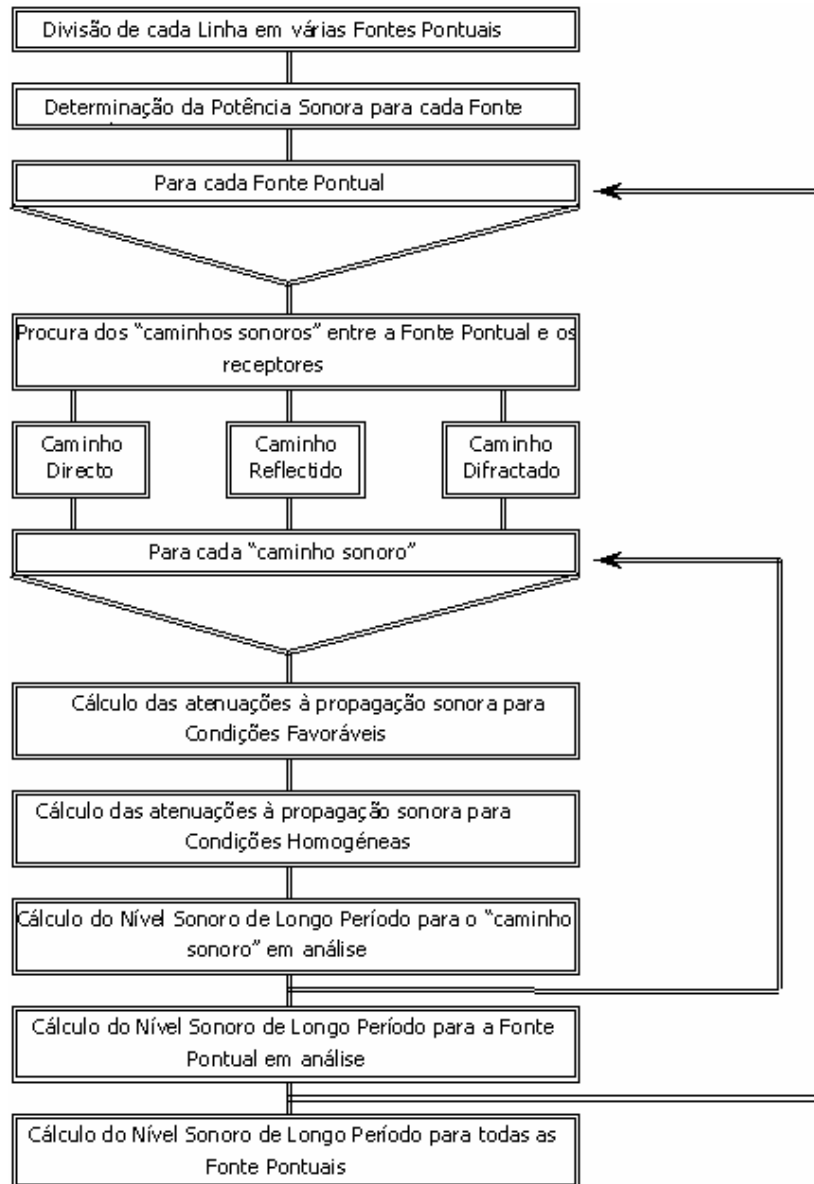 Divisão de cada Linha em várias Fontes Pontuais
Determinação da Potência Sonora para cada Fonte
Para cada Fonte Pontual
Procura dos “caminhos sonoros” entre a Fonte Pontual e os
receptores
Caminho
Directo
Caminho
Reflectido
Caminho
Difractado
Para cada “caminho sonoro”
Cálculo das atenuações à propagação sonora para
Condições Favoráveis
Cálculo das atenuações à propagação sonora para
Condições Homogéneas
Cálculo do Nível Sonoro de Longo Período para o “caminho
sonoro” em análise
Cálculo do Nível Sonoro de Longo Período para a Fonte
Pontual em análise
Cálculo do Nível Sonoro de Longo Período para todas as
Fonte Pontuais